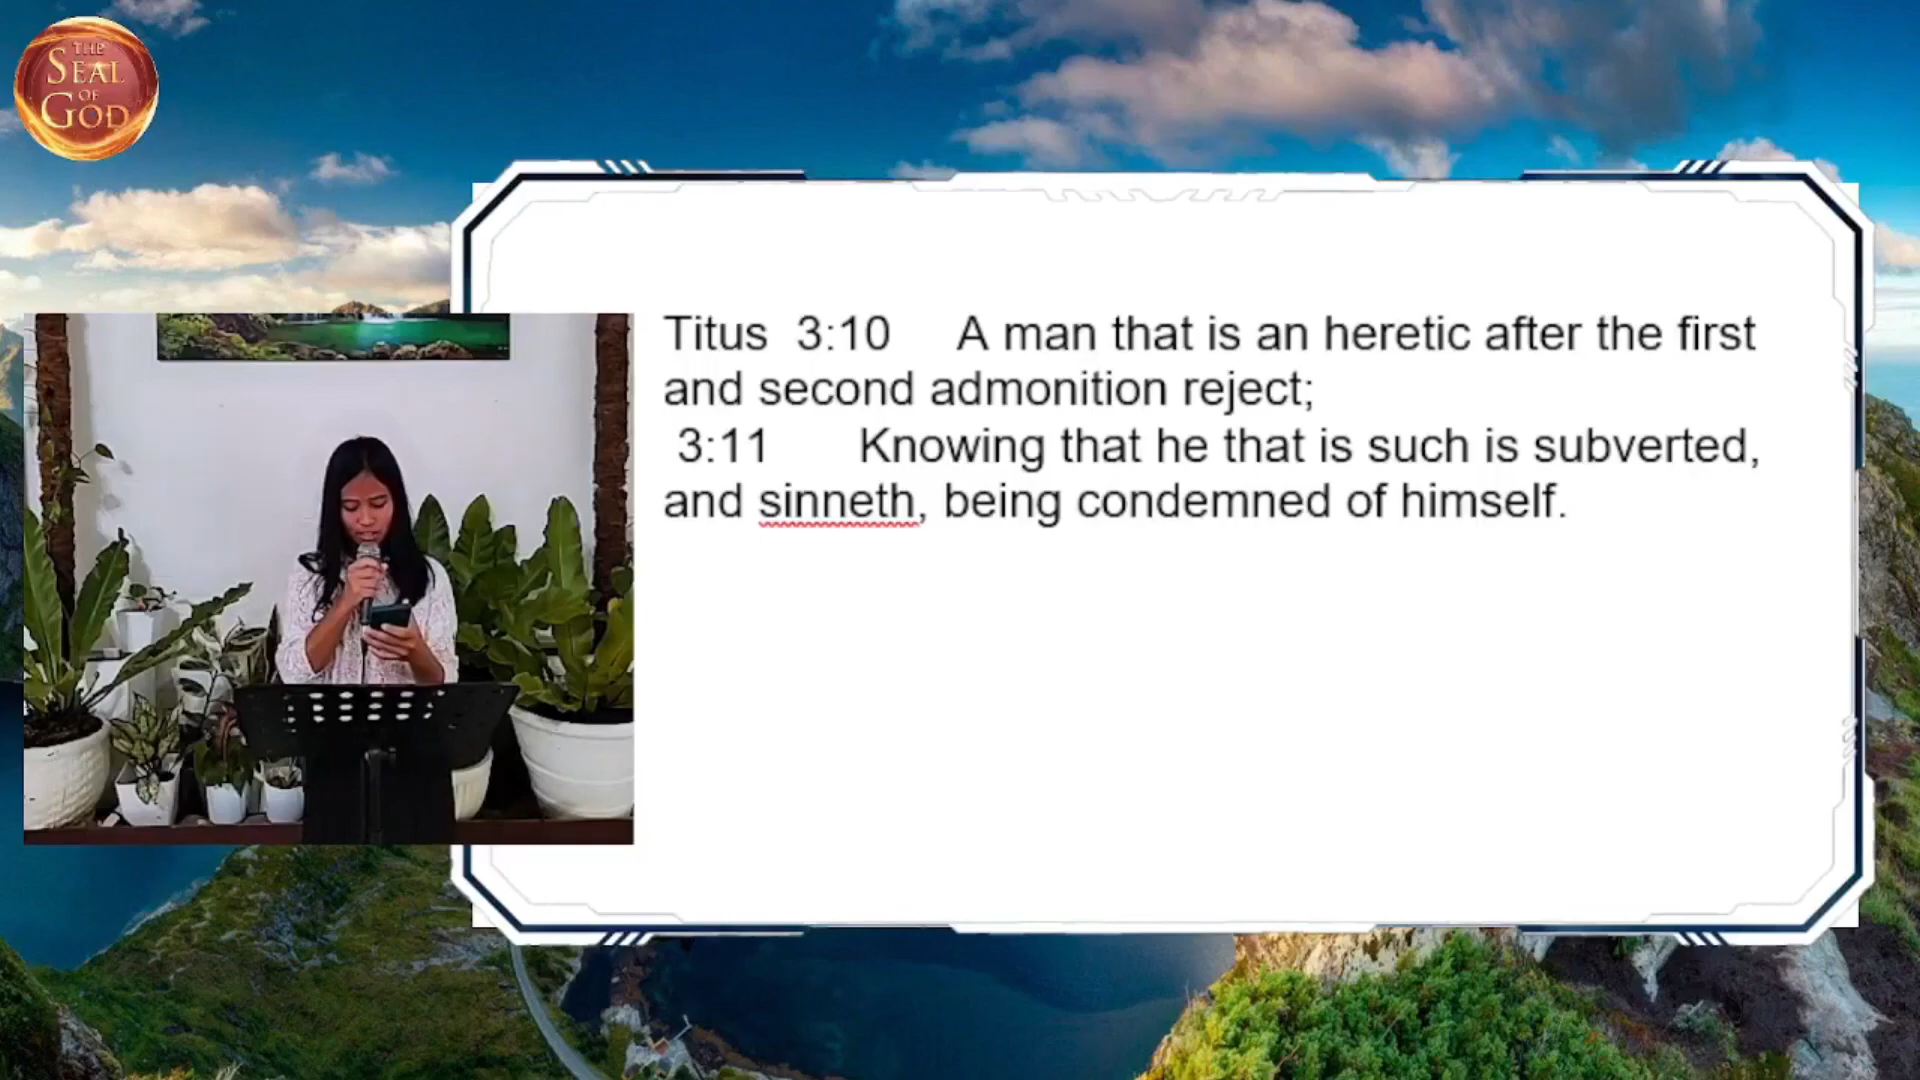 THE
SEAL
OF
GOD
Titus 3:10 A man that is an heretic after the first
and second admonition reject;
3:11 Knowing that he that is such is subverted,
and sinneth, being condemned of himself.